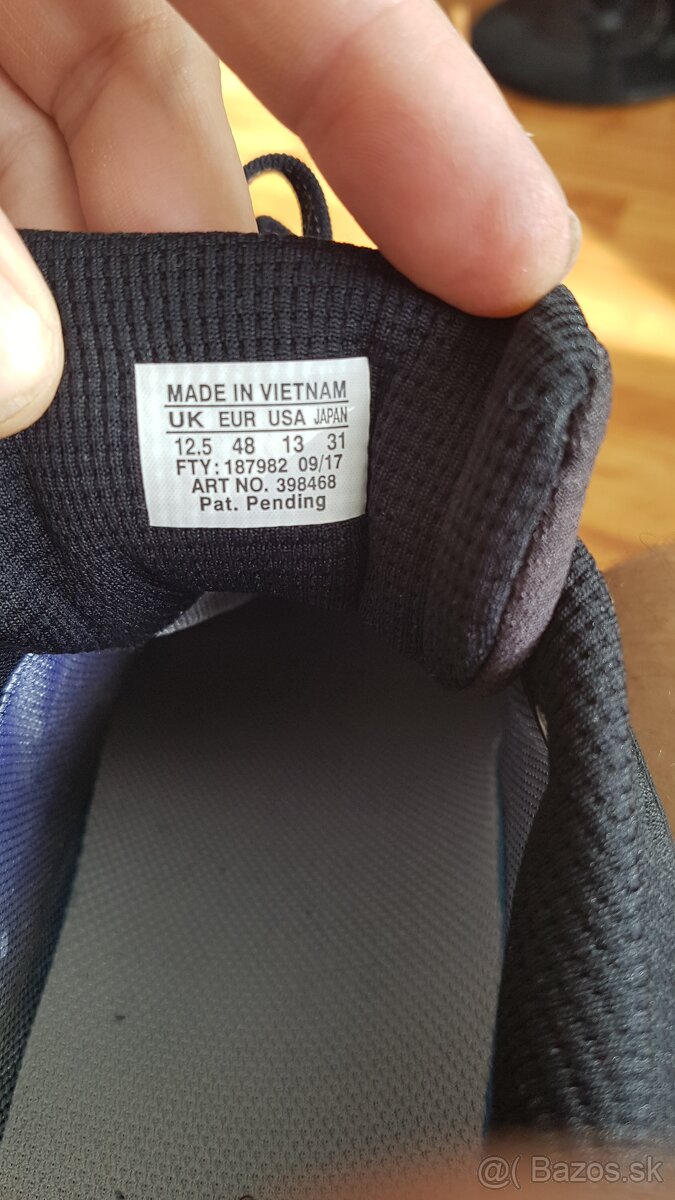 MADE IN VIETNAM
UK EUR USA JAPAN
12.5 48 13 31
FTY: 187982 09/17
ART NO. 398468
Pat. Pending
@( Bazos.sk